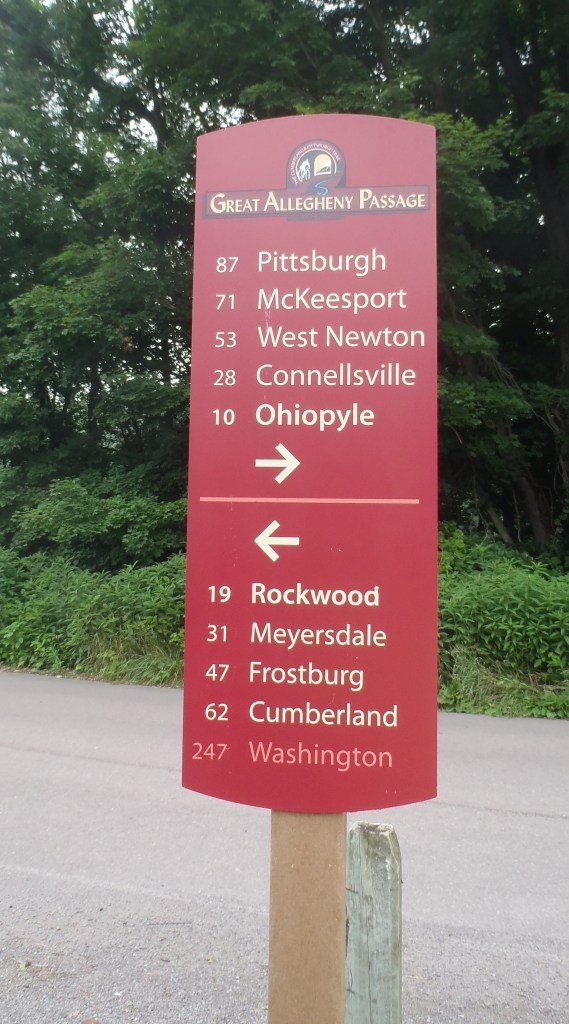 GREAT ALLEGHENY PASSAGE
87 Pittsburgh
71 McKeesport
53 West Newton
28 Connellsville
10 Ohiopyle
→
←
19 Rockwood
31 Meyersdale
47 Frostburg
62 Cumberland
247 Washington